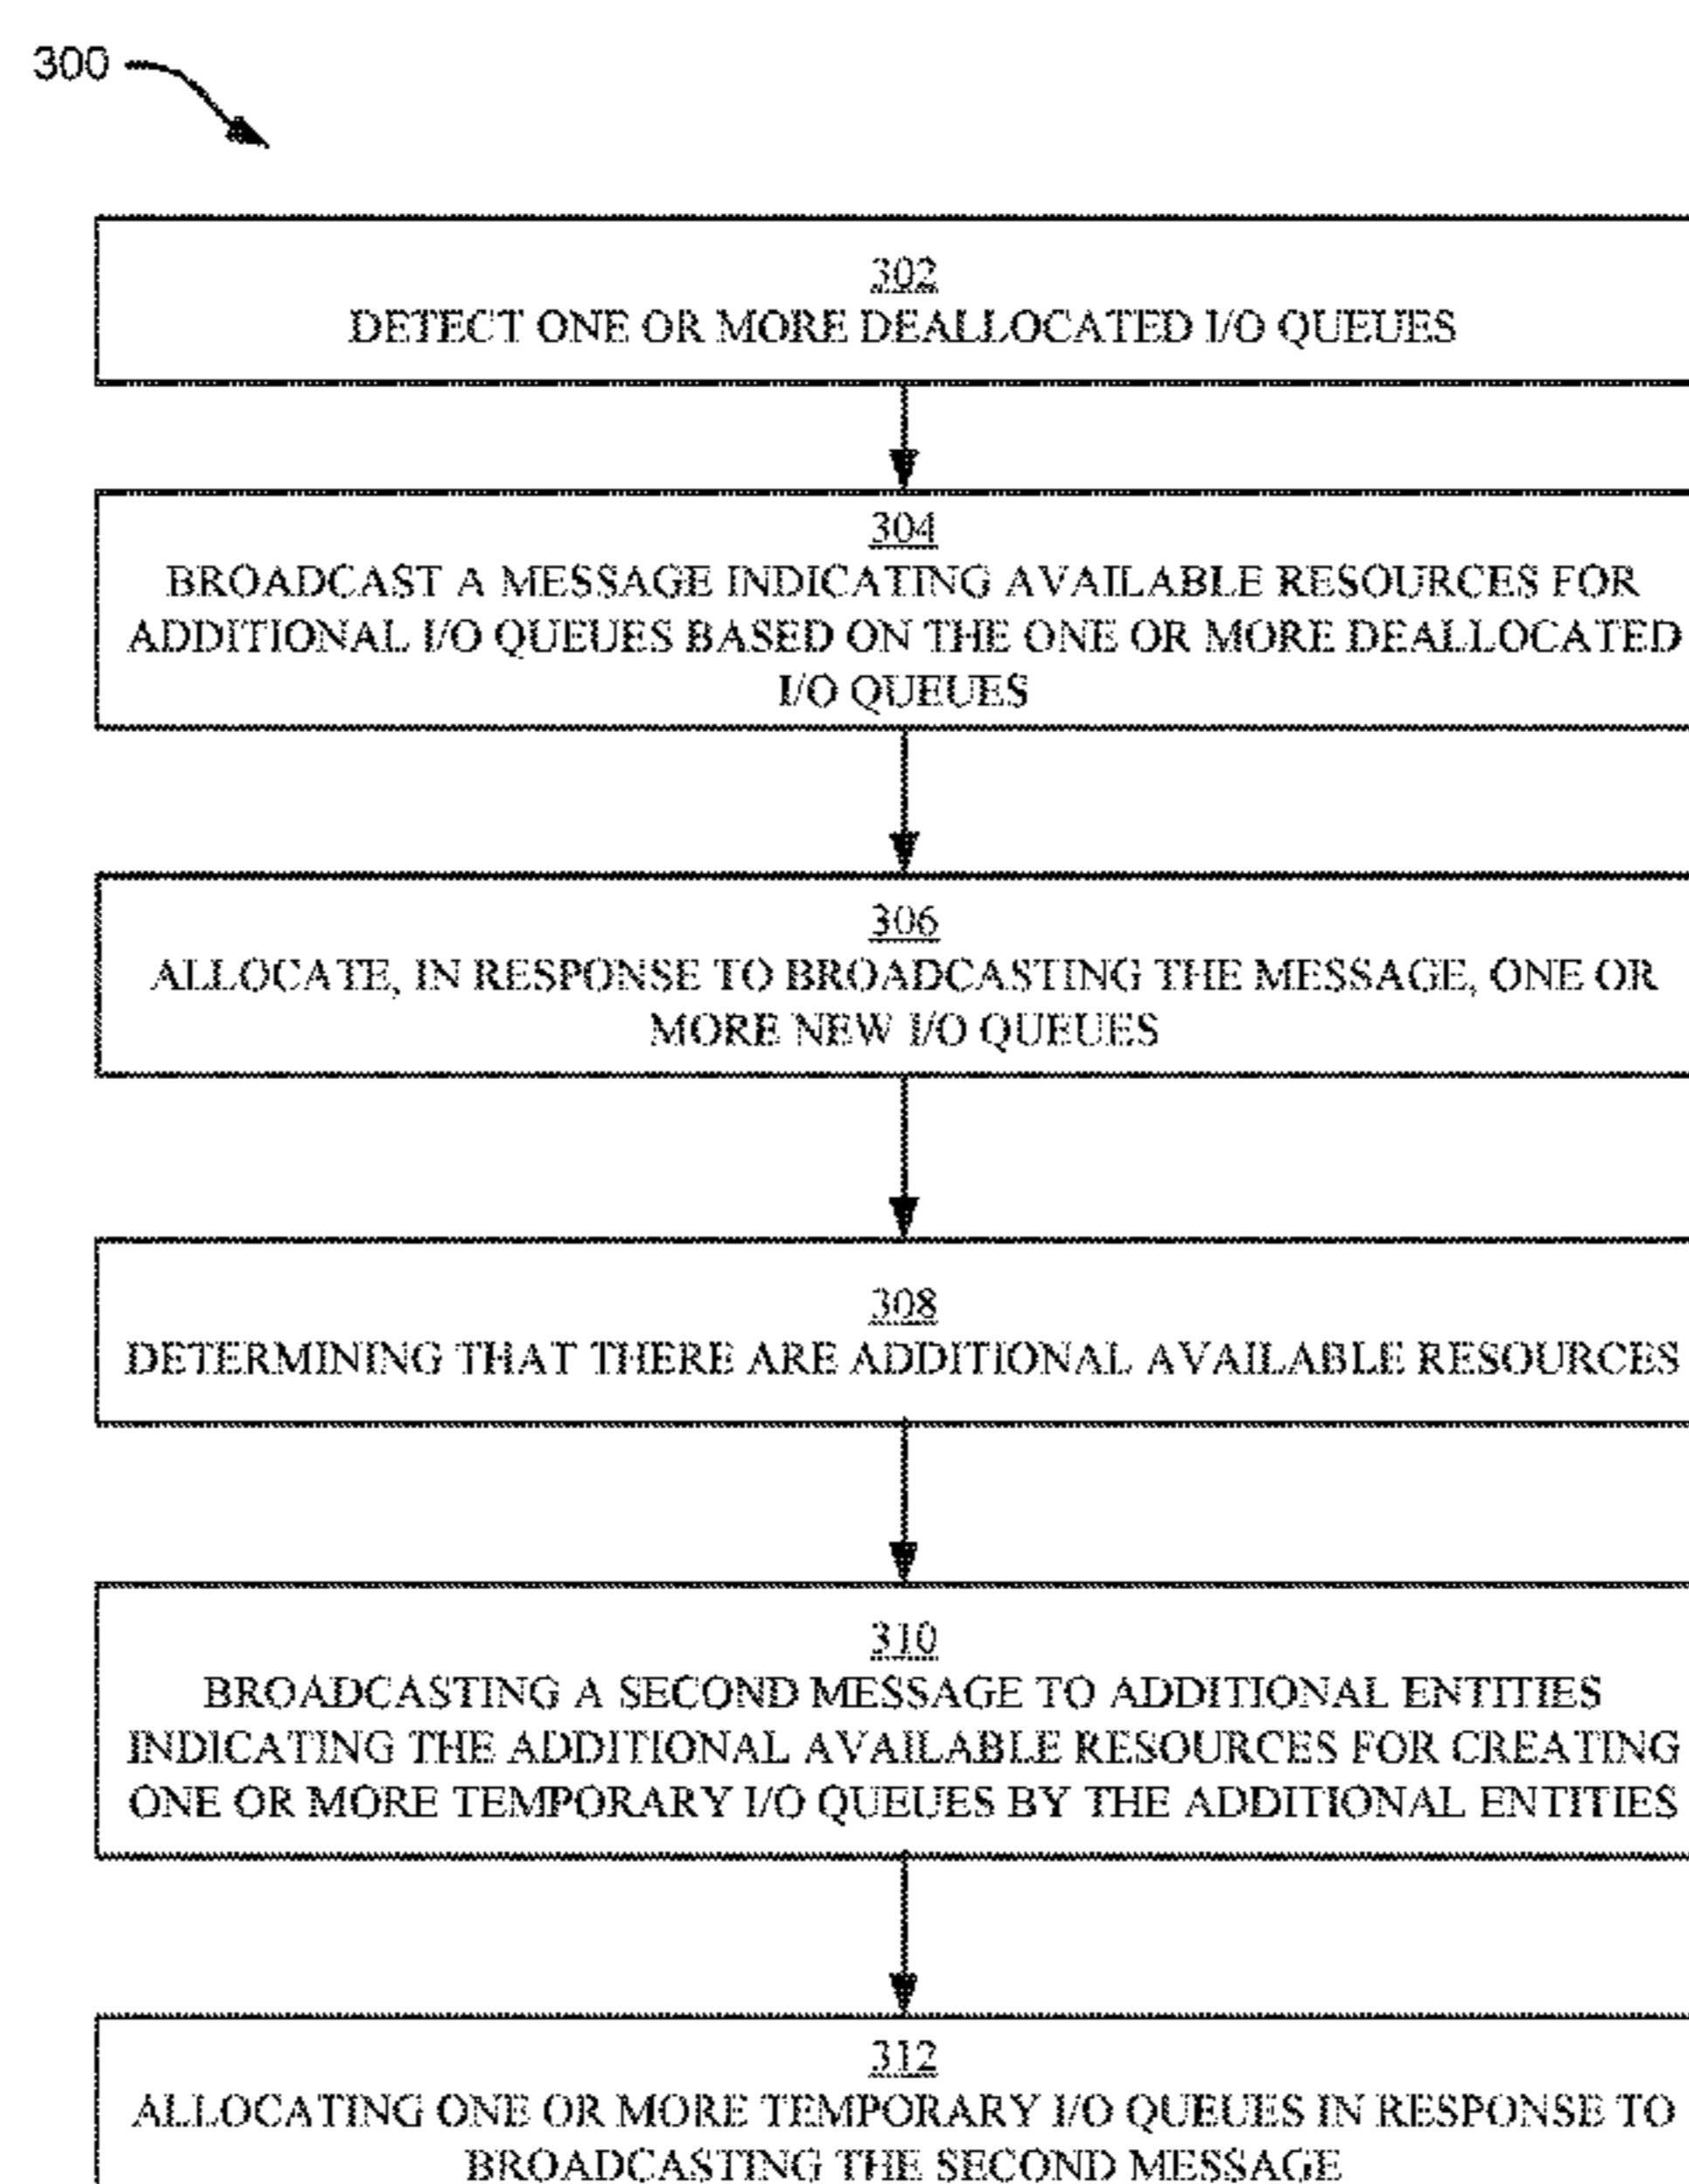 300
302
DETECT ONE OR MORE DEALLOCATED I/O QUEUES
304
BROADCAST A MESSAGE INDICATING AVAILABLE RESOURCES FOR
ADDITIONAL I/O QUEUES BASED ON THE ONE OR MORE DEALLOCATED
I/O QUEUES
306
ALLOCATE, IN RESPONSE TO BROADCASTING THE MESSAGE, ONE OR
MORE NEW I/O QUEUES
308
DETERMINING THAT THERE ARE ADDITIONAL AVAILABLE RESOURCES
310
BROADCASTING A SECOND MESSAGE TO ADDITIONAL ENTITIES
INDICATING THE ADDITIONAL AVAILABLE RESOURCES FOR CREATING
ONE OR MORE TEMPORARY I/O QUEUES BY THE ADDITIONAL ENTITIES
312
ALLOCATING ONE OR MORE TEMPORARY I/O QUEUES IN RESPONSE TO
BROADCASTING THE SECOND MESSAGE